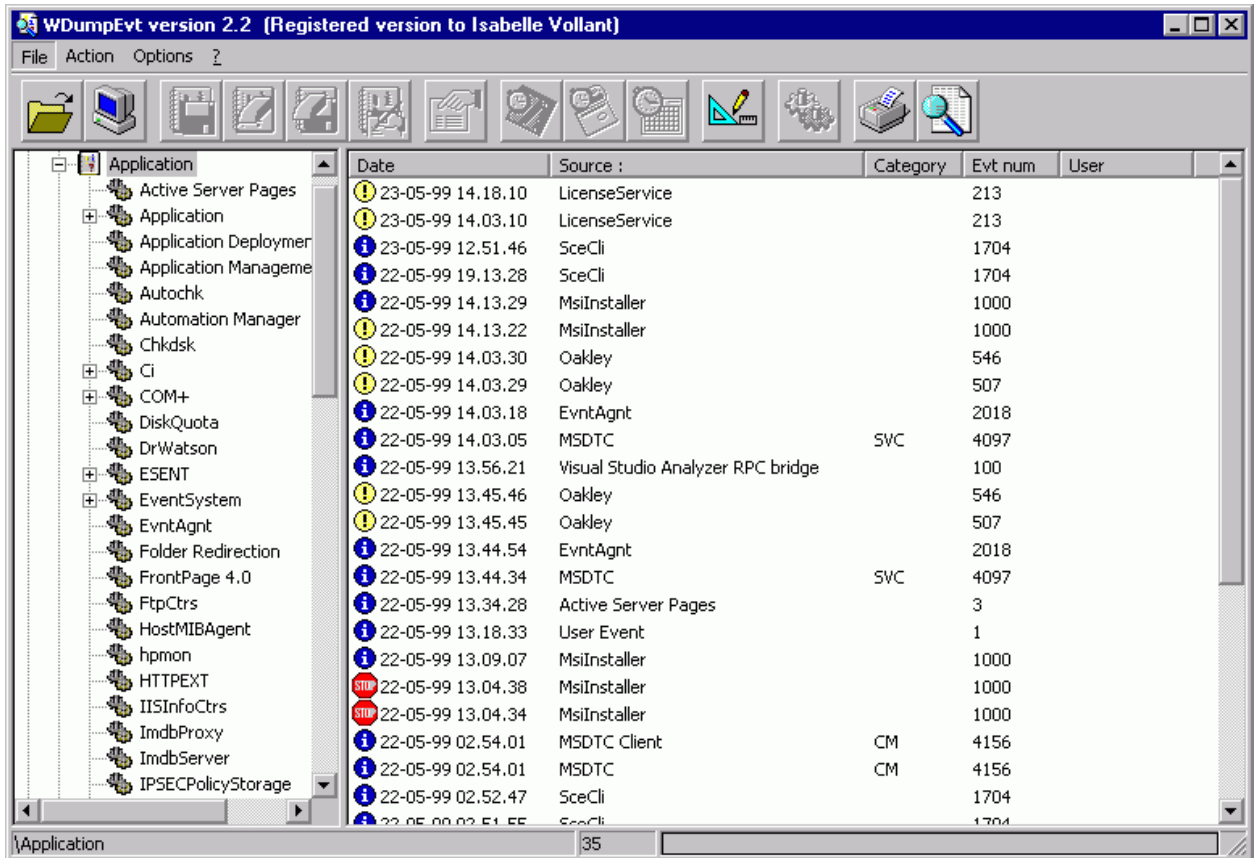 WDumpEvt version 2.2 (Registered version to Isabelle Vollant)
File Action Options ?
Application
Active Server Pages
Application
Application Deploymer
Application Manageme
Autochk
Automation Manager
Chkdsk
Ci
COM+
DiskQuota
DrWatson
ESENT
EventSystem
EvntAgnt
Folder Redirection
FrontPage 4.0
FtpCtrs
HostMIBAgent
hpmon
HTTPEXT
IISInfoCtrs
ImdbProxy
ImdbServer
IPSECPolicyStorage
Date Source : Category Evt num User
23-05-99 14.18.10 LicenseService 213
23-05-99 14.03.10 LicenseService 213
23-05-99 12.51.46 SceCli 1704
22-05-99 19.13.28 SceCli 1704
22-05-99 14.13.29 MsiInstaller 1000
22-05-99 14.13.22 MsiInstaller 1000
22-05-99 14.03.30 Oakley 546
22-05-99 14.03.29 Oakley 507
22-05-99 14.03.18 EvntAgnt 2018
22-05-99 14.03.05 MSDTC SVC 4097
22-05-99 13.56.21 Visual Studio Analyzer RPC bridge 100
22-05-99 13.45.46 Oakley 546
22-05-99 13.45.45 Oakley 507
22-05-99 13.44.54 EvntAgnt 2018
22-05-99 13.44.34 MSDTC SVC 4097
22-05-99 13.34.28 Active Server Pages 3
22-05-99 13.18.33 User Event 1
22-05-99 13.09.07 MsiInstaller 1000
STOP 22-05-99 13.04.38 MsiInstaller 1000
STOP 22-05-99 13.04.34 MsiInstaller 1000
22-05-99 02.54.01 MSDTC Client CM 4156
22-05-99 02.54.01 MSDTC CM 4156
22-05-99 02.52.47 SceCli 1704
22-05-99 02.51.55 SceCli 1704
\Application 35